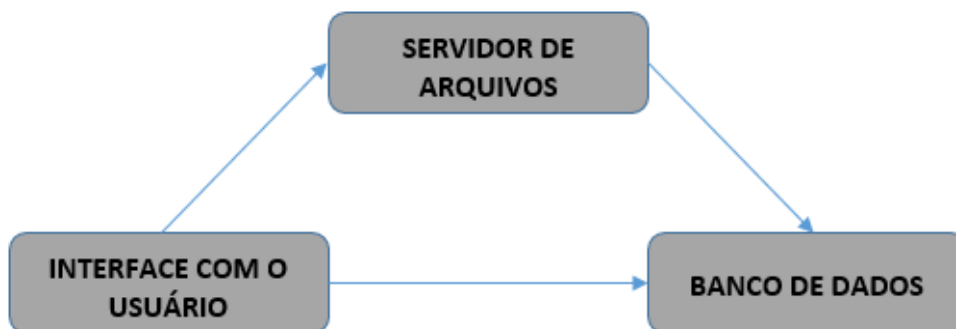 SERVIDOR DE
ARQUIVOS
INTERFACE COM O
USUÁRIO
BANCO DE DADOS